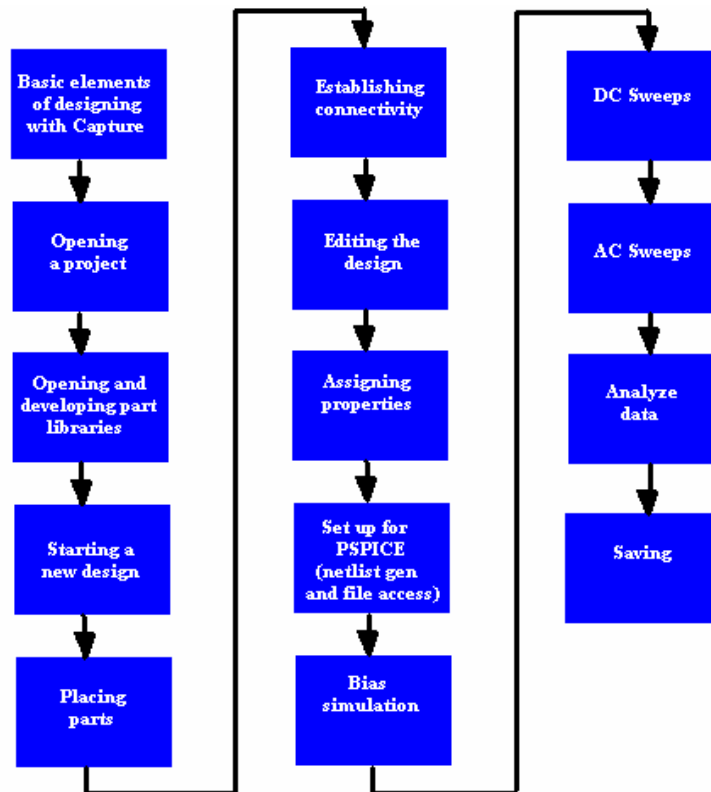 Basic elements
of designing
with Capture
Opening
a project
Opening and
developing part
libraries
Starting a
new design
Placing
parts
Establishing
connectivity
Editing the
design
Assigning
properties
Set up for
PSPICE
(netlist gen
and file access)
Bias
simulation
DC Sweeps
AC Sweeps
Analyze
data
Saving